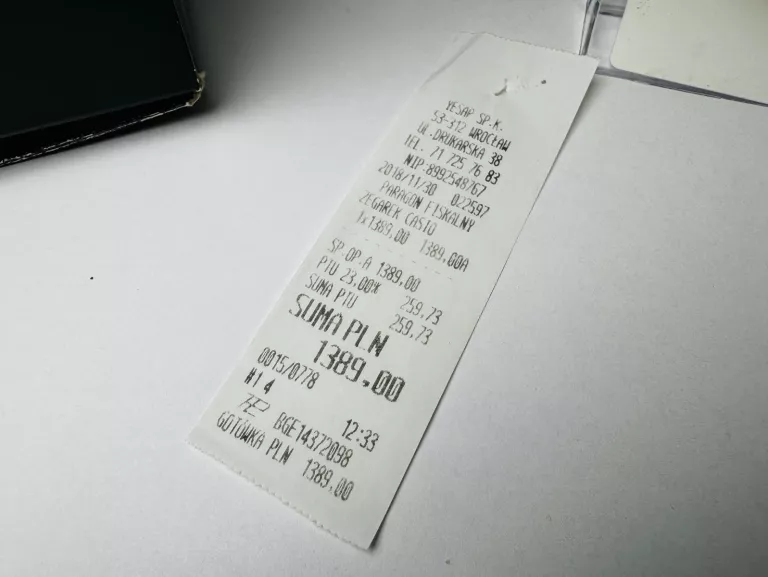 YESAP SP.K.
53-312 WROCŁAW
UL.DRUKARSKA 38
TEL. 71 725 76 83
NIP:8992548767
2018/11/30 022597
PARAGON FISKALNY
ZEGAREK CASIO
1x1389,00 1389,00A
SP.OP.A 1389,00
PTU 23,00% 259,73
SUMA PTU 259,73
SUMA PLN
1389,00
0015/0778
#1 4 12:33
BGE14372098
GOTÓWKA PLN 1389,00